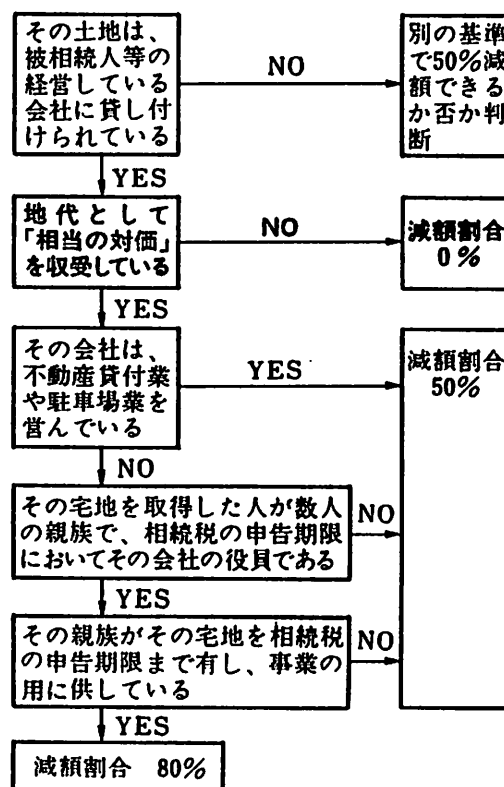 その土地は、
被相続人等の
経営している
会社に貸し付
けられている
NO
別の基準
で50%減
額できる
か否か判
断
YES
地代として
「相当の対価」
を収受している
NO
減額割合
0%
YES
その会社は、
不動産貸付業
や駐車場業を
営んでいる
YES
減額割合
50%
NO
その宅地を取得した人が数人
の親族で、相続税の申告期限
においてその会社の役員である
NO
YES
その親族がその宅地を相続税
の申告期限まで有し、事業の
用に供している
NO
YES
減額割合 80%